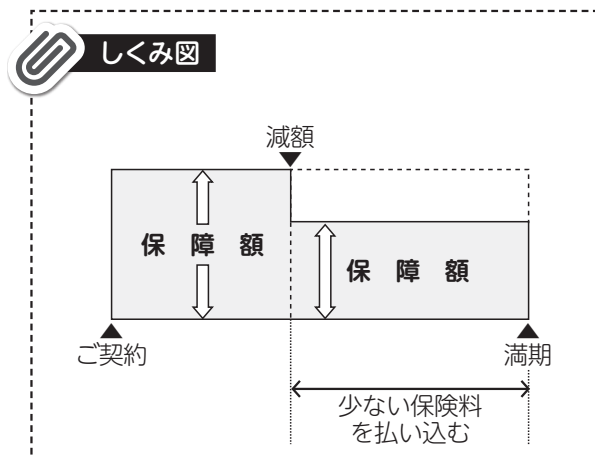 しくみ図
減額
保障額
保障額
ご契約
満期
少ない保険料
を払い込む